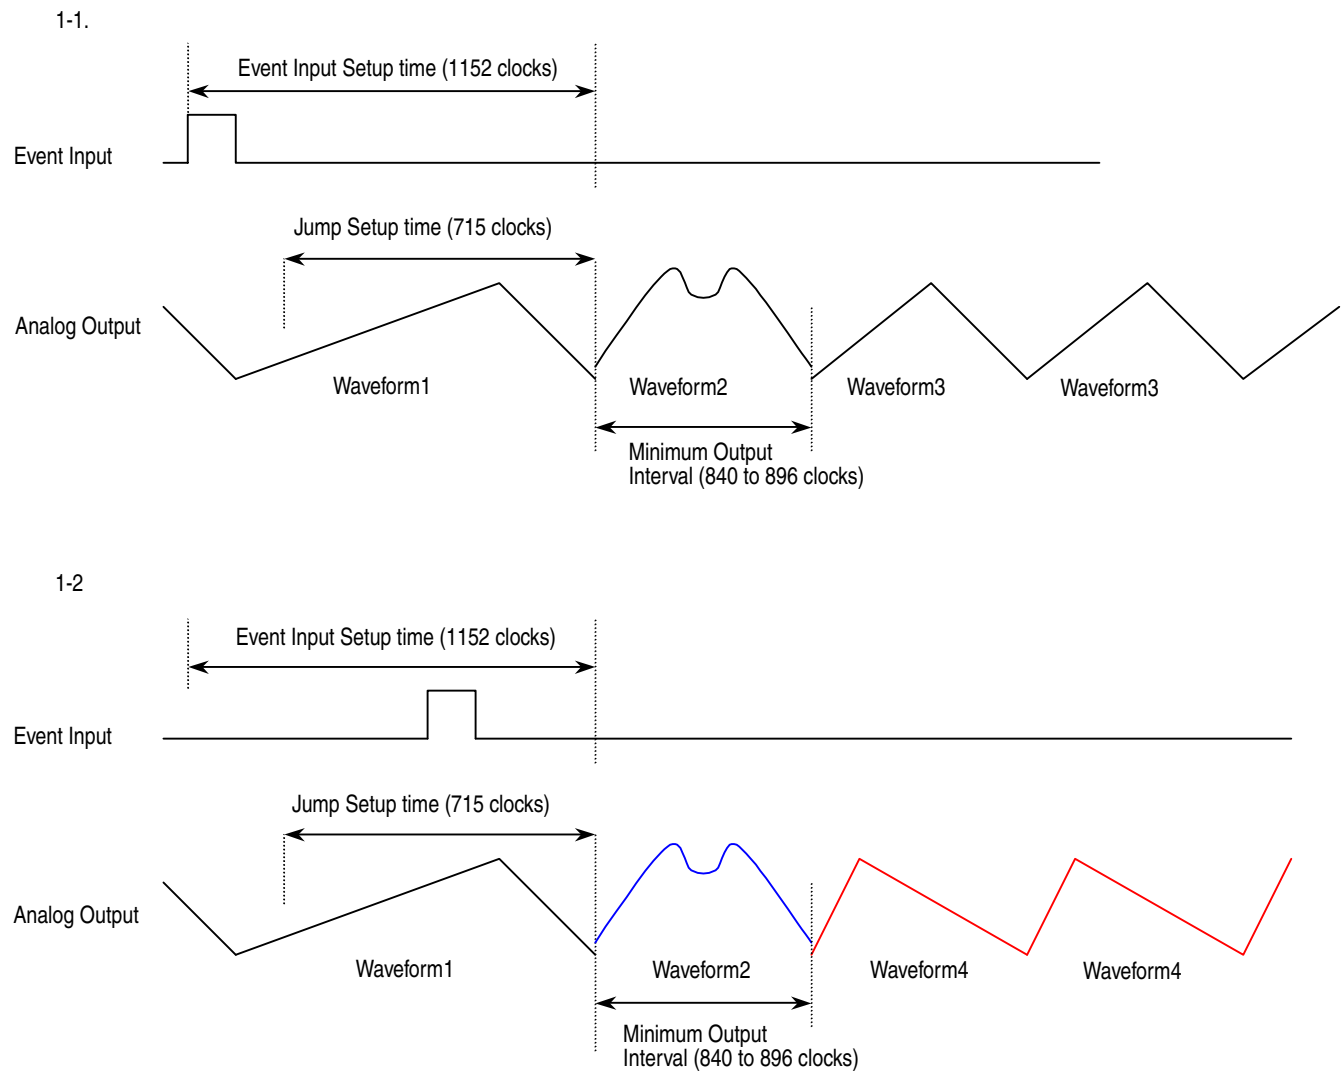 1-1.
Event Input Setup time (1152 clocks)
Event Input
Jump Setup time (715 clocks)
Analog Output
Waveform1
Waveform2
Waveform3
Waveform3
Minimum Output
Interval (840 to 896 clocks)
1-2
Event Input Setup time (1152 clocks)
Event Input
Jump Setup time (715 clocks)
Analog Output
Waveform1
Waveform2
Waveform4
Waveform4
Minimum Output
Interval (840 to 896 clocks)